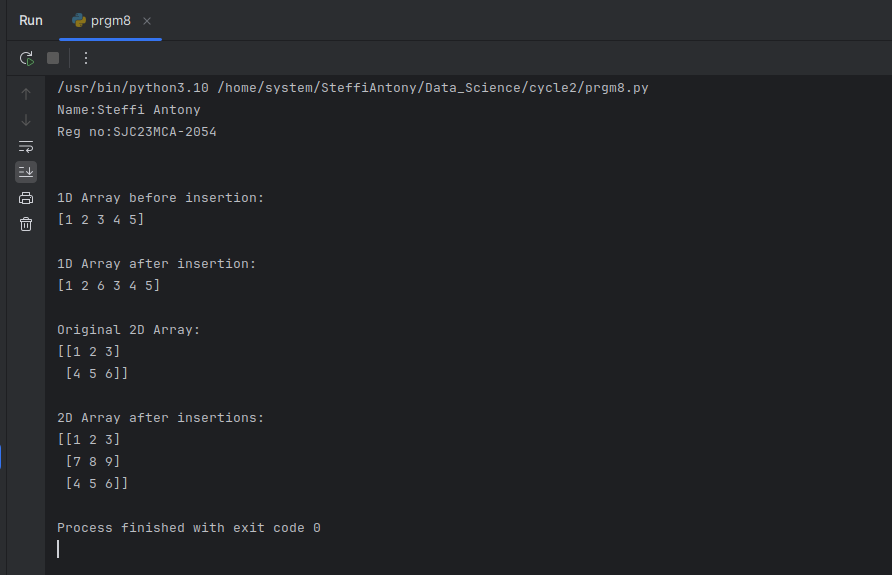 Run prgm8
/usr/bin/python3.10 /home/system/SteffiAntony/Data_Science/cycle2/prgm8.py
Name:Steffi Antony
Reg no:SJC23MCA-2054
1D Array before insertion:
[1 2 3 4 5]
1D Array after insertion:
[1 2 6 3 4 5]
Original 2D Array:
[[1 2 3]
 [4 5 6]]
2D Array after insertions:
[[1 2 3]
 [7 8 9]
 [4 5 6]]
Process finished with exit code 0